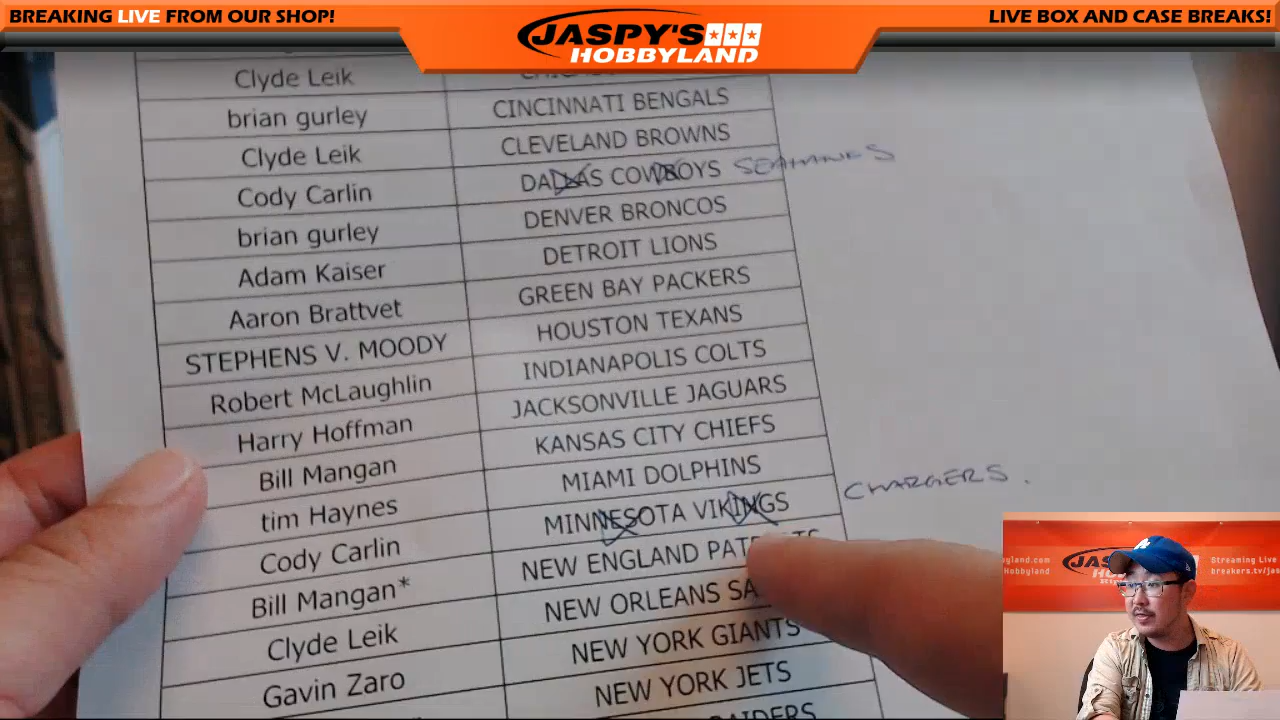 BREAKING LIVE FROM OUR SHOP!
JASPY'S
HOBBYLAND
LIVE BOX AND CASE BREAKS!
Clyde Leik
brian gurley CINCINNATI BENGALS
Clyde Leik CLEVELAND BROWNS
Cody Carlin DALLAS COWBOYS
brian gurley DENVER BRONCOS
Adam Kaiser DETROIT LIONS
Aaron Brattvet GREEN BAY PACKERS
STEPHENS V. MOODY HOUSTON TEXANS
Robert McLaughlin INDIANAPOLIS COLTS
Harry Hoffman JACKSONVILLE JAGUARS
Bill Mangan KANSAS CITY CHIEFS
tim Haynes MIAMI DOLPHINS
Cody Carlin MINNESOTA VIKINGS CHARGERS.
Bill Mangan* NEW ENGLAND
Clyde Leik NEW ORLEANS
Gavin Zaro NEW YORK GIANTS
NEW YORK JETS
Streaming Live